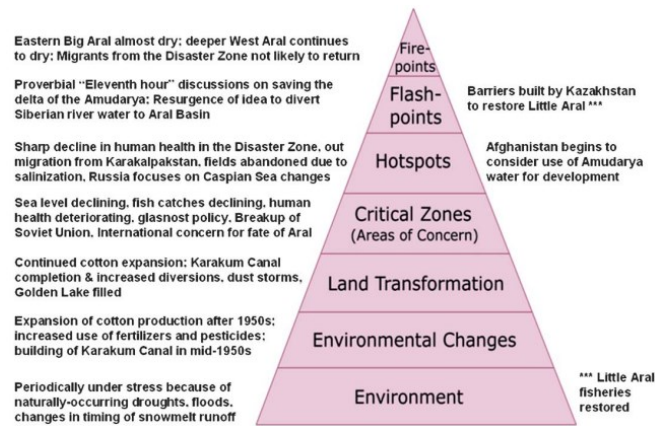 Eastern Big Aral almost dry; deeper West Aral continues
to dry; Migrants from the Disaster Zone not likely to return
Fire-
points
Proverbial “Eleventh hour” discussions on saving the
delta of the Amudarya; Resurgence of idea to divert
Siberian river water to Aral Basin
Flash-
points
Barriers built by Kazakhstan
to restore Little Aral ***
Sharp decline in human health in the Disaster Zone, out
migration from Karakalpakstan, fields abandoned due to
salinization, Russia focuses on Caspian Sea changes
Hotspots
Afghanistan begins to
consider use of Amudarya
water for development
Sea level declining, fish catches declining, human
health deteriorating, glasnost policy, Breakup of
Soviet Union, International concern for fate of Aral
Critical Zones
(Areas of Concern)
Continued cotton expansion; Karakum Canal
completion & increased diversions, dust storms,
Golden Lake filled
Land Transformation
Expansion of cotton production after 1950s;
increased use of fertilizers and pesticides;
building of Karakum Canal in mid-1950s
Environmental Changes
Periodically under stress because of
naturally-occurring droughts, floods,
changes in timing of snowmelt runoff
Environment
*** Little Aral
fisheries
restored